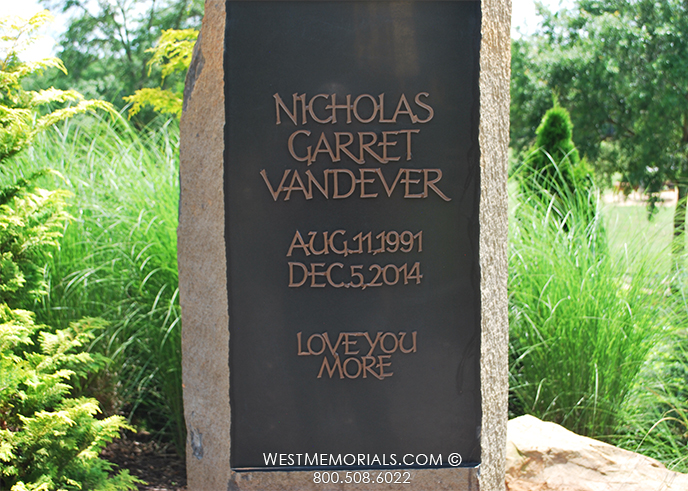 NICHOLAS
GARRET
VANDEVER
AUG.11,1991
DEC.5,2014
LOVE YOU
MORE
WESTMEMORIALS.COM ©
800.508.6022